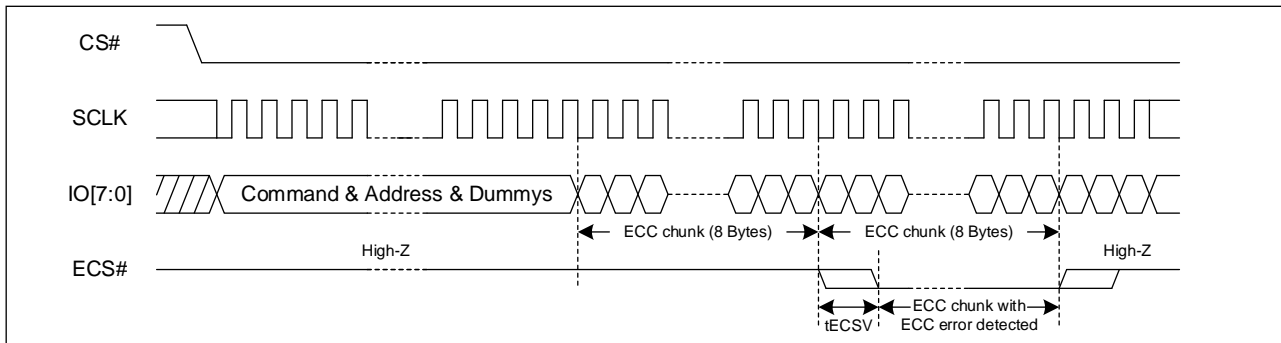 CS#
SCLK
IO[7:0]
Command & Address & Dummys
ECC chunk (8 Bytes)
ECC chunk (8 Bytes)
High-Z
High-Z
ECS#
tECSV
ECC chunk with
ECC error detected